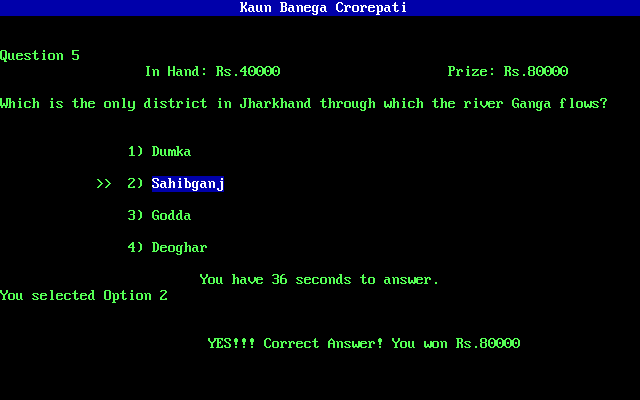 Kaun Banega Crorepati
Question 5
In Hand: Rs.40000 Prize: Rs.80000
Which is the only district in Jharkhand through which the river Ganga flows?
1) Dumka
>> 2) Sahibganj
3) Godda
4) Deoghar
You have 36 seconds to answer.
You selected Option 2
YES!!! Correct Answer! You won Rs.80000